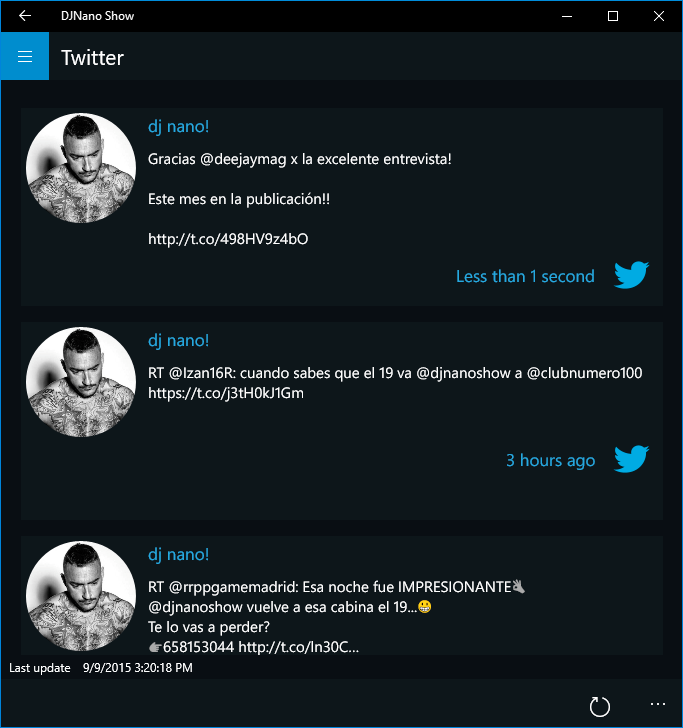 DJNano Show
Twitter
dj nano!
Gracias @deejaymag x la excelente entrevista!
Este mes en la publicación!!
http://t.co/498HV9z4bO
Less than 1 second
dj nano!
RT @Izan16R: cuando sabes que el 19 va @djnanoshow a @clubnumero100
https://t.co/j3tH0kJ1Gm
3 hours ago
dj nano!
RT @rrppgamemadrid: Esa noche fue IMPRESIONANTE👌
@djnanoshow vuelve a esa cabina el 19...😀
Te lo vas a perder?
👉658153044 http://t.co/ln30C...
Last update 9/9/2015 3:20:18 PM